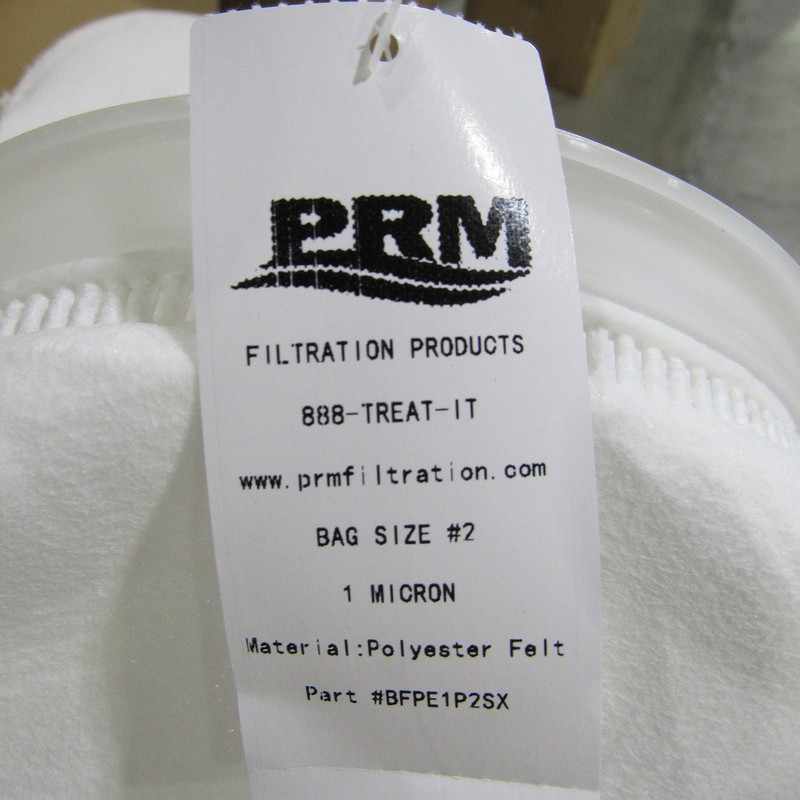 PRM
FILTRATION PRODUCTS
888-TREAT-IT
www.prmfiltration.com
BAG SIZE #2
1 MICRON
Material:Polyester Felt
Part #BFPE1P2SX